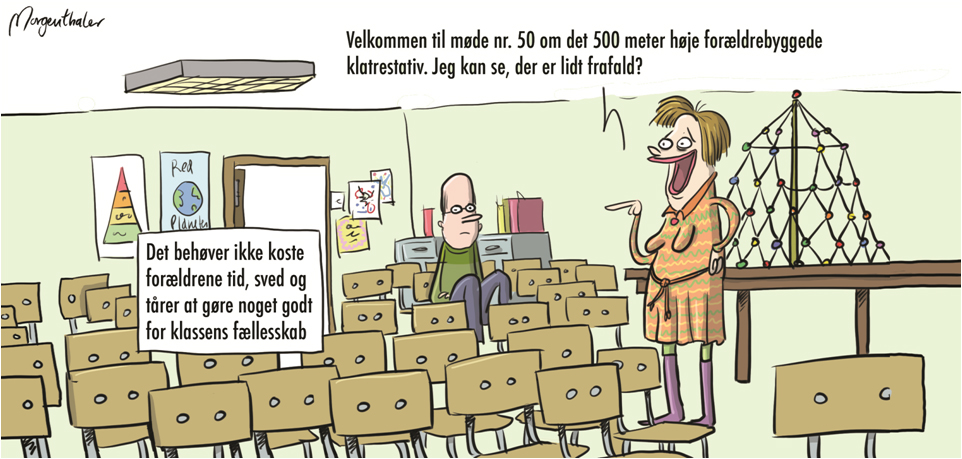 Morgenthaler
Velkommen til møde nr. 50 om det 500 meter høje forældrebyggede
klatrestativ. Jeg kan se, der er lidt frafald?
Red
Planeten
Det behøver ikke koste
forældrene tid, sved og
tårer at gøre noget godt
for klassens fællesskab